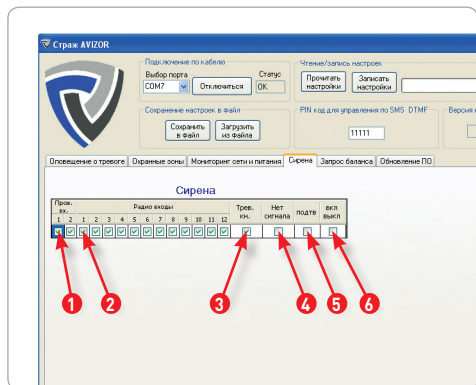 Страж AVIZOR
Подключение по кабелю
Выбор порта
Статус
COM7
Отключиться
OK
Чтение/запись настроек
Прочитать настройки
Записать настройки
Сохранение настроек в файл
Сохранить в файл
Загрузить из файла
PIN код для управления по SMS DTMF
11111
Версия
Оповещение о тревоге
Охранные зоны
Мониторинг сети и питания
Сирена
Запрос баланса
Обновление ПО
Сирена
Пров. вх.
Радио входы
Трев. кн.
Нет сигнала
подтв
вкл выкл
1 2 1 2 3 4 5 6 7 8 9 10 11 12
1 2 3 4 5 6